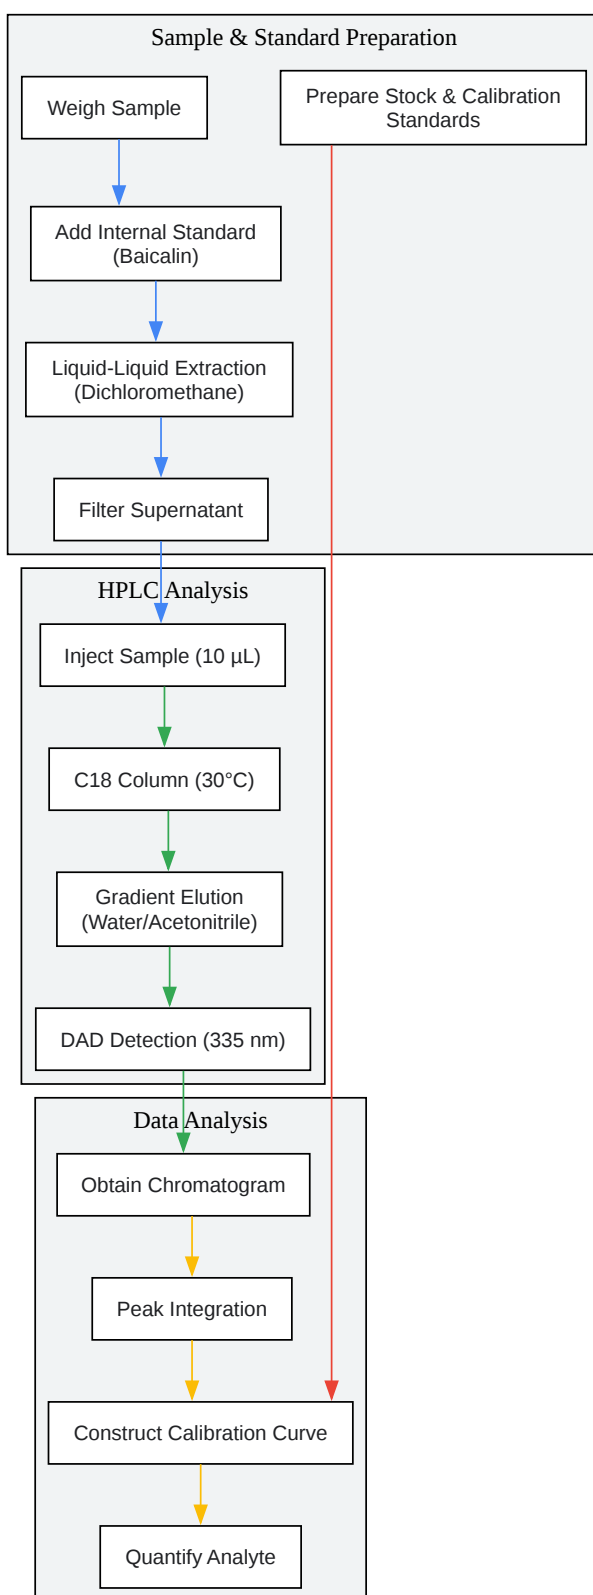 Sample & Standard Preparation
Weigh Sample
Prepare Stock & Calibration
Standards
Add Internal Standard
(Baicalin)
Liquid-Liquid Extraction
(Dichloromethane)
Filter Supernatant
HPLC Analysis
Inject Sample (10 µL)
C18 Column (30°C)
Gradient Elution
(Water/Acetonitrile)
DAD Detection (335 nm)
Data Analysis
Obtain Chromatogram
Peak Integration
Construct Calibration Curve
Quantify Analyte